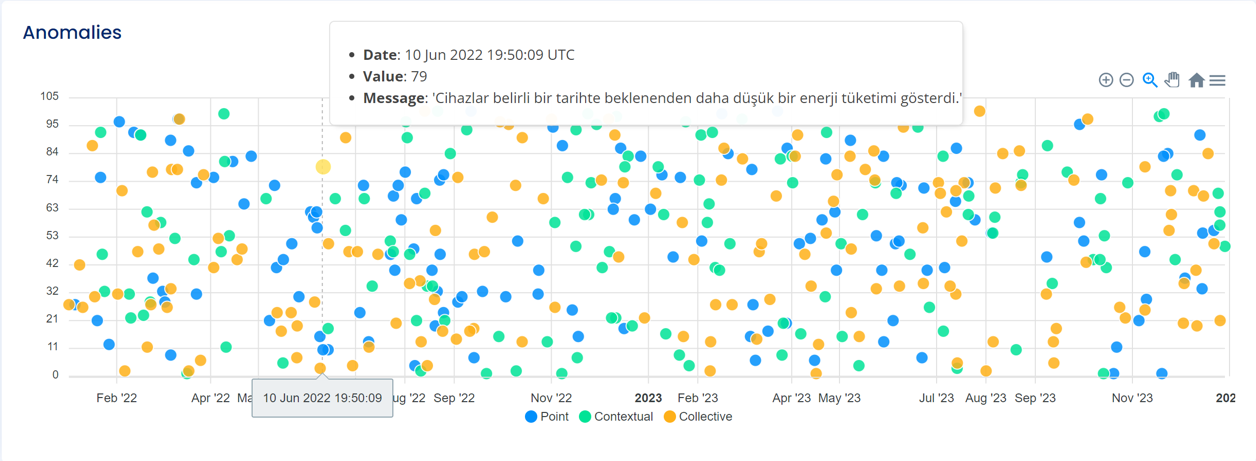 Anomalies
Date: 10 Jun 2022 19:50:09 UTC
Value: 79
Message: 'Cihazlar belirli bir tarihte beklenenden daha düşük bir enerji tüketimi gösterdi.'
105
95
84
74
63
53
42
32
21
11
0
Feb '22 Apr '22 Sep '22 Nov '22 2023 Feb '23 Apr '23 May '23 Jul '23 Aug '23 Sep '23 Nov '23
10 Jun 2022 19:50:09
Point Contextual Collective